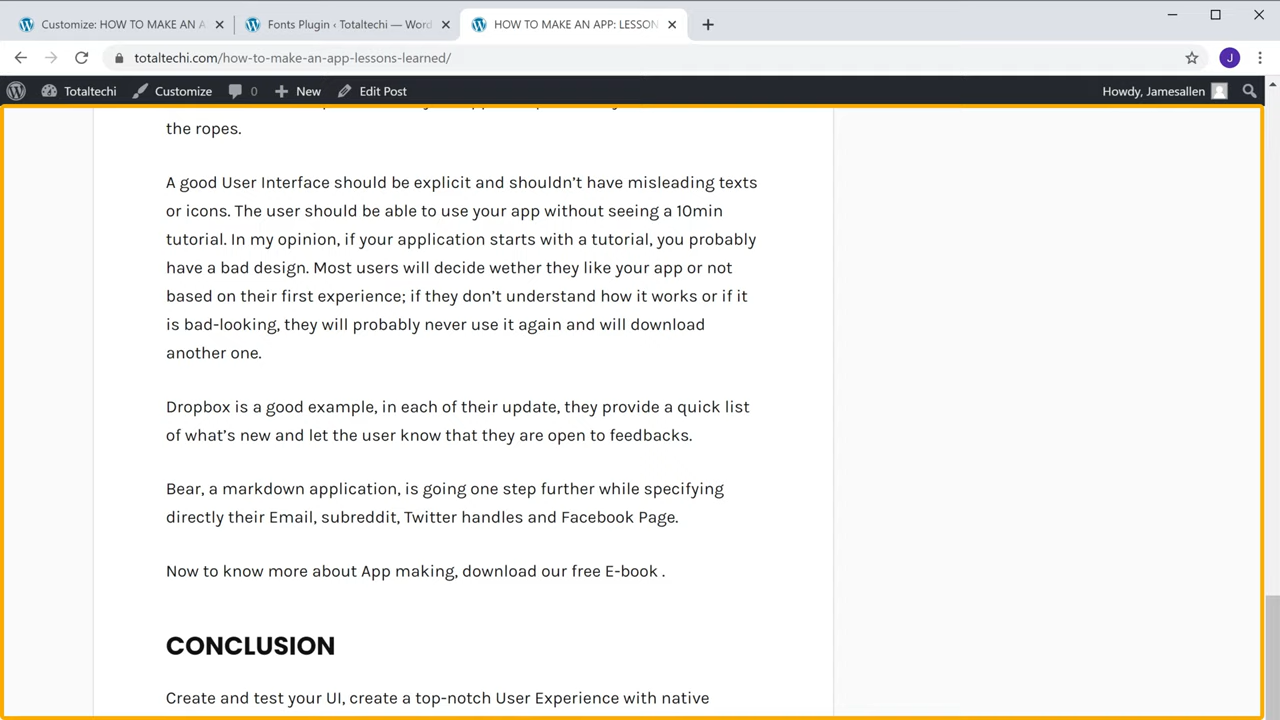 Customize: HOW TO MAKE AN A
Fonts Plugin ‹ Totaltechi — Word
HOW TO MAKE AN APP: LESSON
totaltechi.com/how-to-make-an-app-lessons-learned/
J
Totaltechi
Customize
0
New
Edit Post
Howdy, Jamesallen
the ropes.
A good User Interface should be explicit and shouldn’t have misleading texts
or icons. The user should be able to use your app without seeing a 10min
tutorial. In my opinion, if your application starts with a tutorial, you probably
have a bad design. Most users will decide wether they like your app or not
based on their first experience; if they don’t understand how it works or if it
is bad-looking, they will probably never use it again and will download
another one.
Dropbox is a good example, in each of their update, they provide a quick list
of what’s new and let the user know that they are open to feedbacks.
Bear, a markdown application, is going one step further while specifying
directly their Email, subreddit, Twitter handles and Facebook Page.
Now to know more about App making, download our free E-book .
CONCLUSION
Create and test your UI, create a top-notch User Experience with native